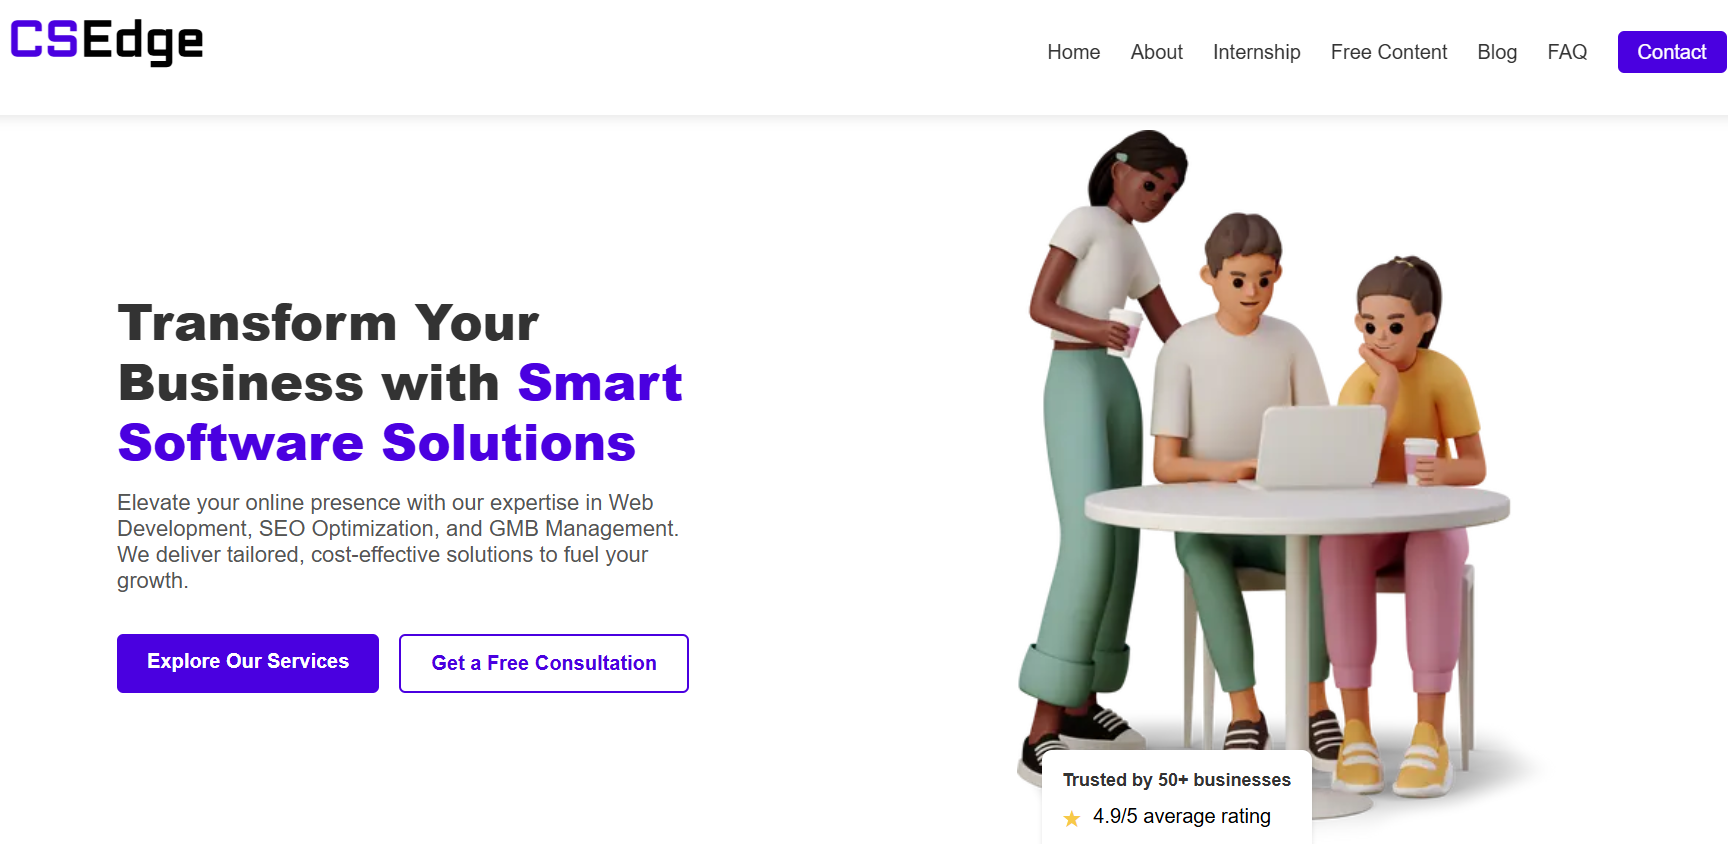 CSEdge
Home
About
Internship
Free Content
Blog
FAQ
Contact
Transform Your
Business with Smart
Software Solutions
Elevate your online presence with our expertise in Web
Development, SEO Optimization, and GMB Management.
We deliver tailored, cost-effective solutions to fuel your
growth.
Explore Our Services
Get a Free Consultation
Trusted by 50+ businesses
4.9/5 average rating